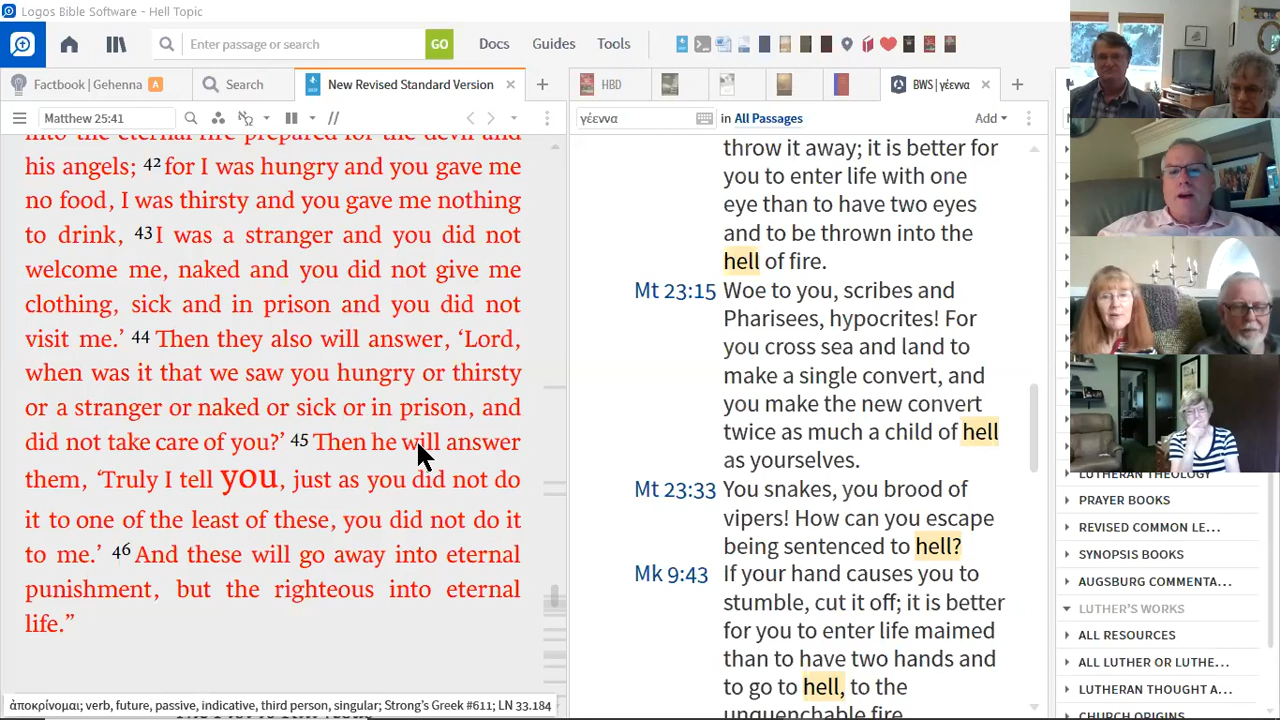 Logos Bible Software - Hell Topic
Enter passage or search
GO
Docs
Guides
Tools
Factbook | Gehenna
A
Search
New Revised Standard Version
Matthew 25:41
into the eternal fire prepared for the devil and
his angels; 42 for I was hungry and you gave me
no food, I was thirsty and you gave me nothing
to drink, 43 I was a stranger and you did not
welcome me, naked and you did not give me
clothing, sick and in prison and you did not
visit me.’ 44 Then they also will answer, ‘Lord,
when was it that we saw you hungry or thirsty
or a stranger or naked or sick or in prison, and
did not take care of you?’ 45 Then he will answer
them, ‘Truly I tell you, just as you did not do
it to one of the least of these, you did not do it
to me.’ 46 And these will go away into eternal
punishment, but the righteous into eternal
life.”
ἀποκρίνομαι; verb, future, passive, indicative, third person, singular; Strong's Greek #611; LN 33.184
HBD
BWS | γέεννα
γέεννα
in All Passages
Add
throw it away; it is better for
you to enter life with one
eye than to have two eyes
and to be thrown into the
hell of fire.
Mt 23:15 Woe to you, scribes and
Pharisees, hypocrites! For
you cross sea and land to
make a single convert, and
you make the new convert
twice as much a child of hell
as yourselves.
Mt 23:33 You snakes, you brood of
vipers! How can you escape
being sentenced to hell?
Mk 9:43 If your hand causes you to
stumble, cut it off; it is better
for you to enter life maimed
than to have two hands and
to go to hell, to the
unquenchable fire
LUTHERAN THEOLOGY
PRAYER BOOKS
REVISED COMMON LE...
SYNOPSIS BOOKS
AUGSBURG COMMENTA...
LUTHER'S WORKS
ALL RESOURCES
ALL LUTHER OR LUTHE...
LUTHERAN THOUGHT A...
CHURCH ORIGINS